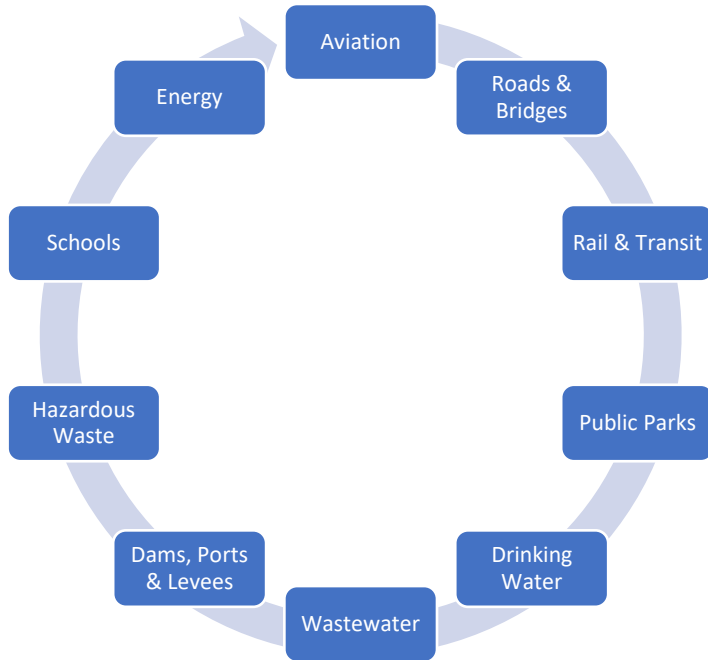 Aviation
Roads &
Bridges
Rail & Transit
Public Parks
Drinking
Water
Wastewater
Dams, Ports
& Levees
Hazardous
Waste
Schools
Energy